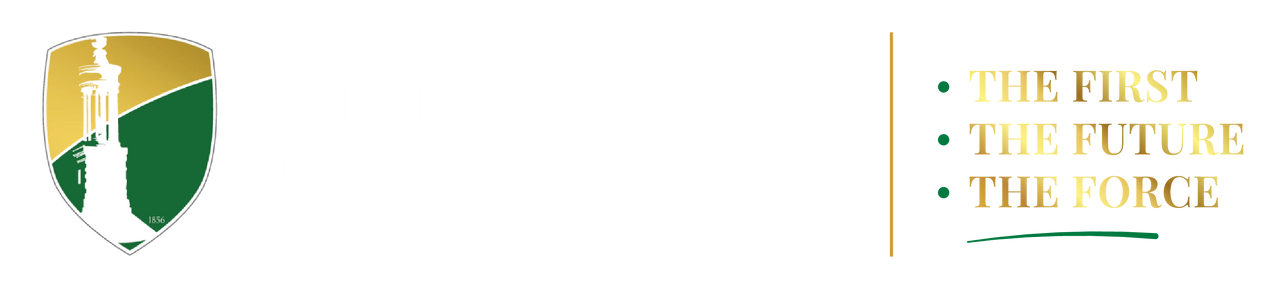 1856
THE FIRST
THE FUTURE
THE FORCE